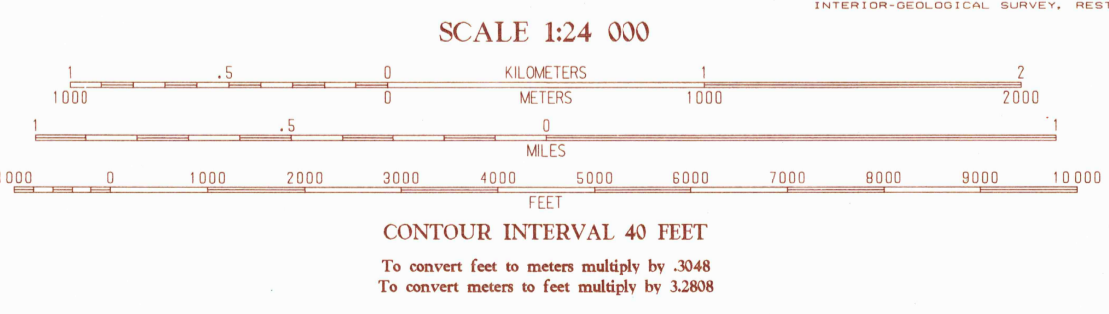 INTERIOR-GEOLOGICAL SURVEY, REST
SCALE 1:24 000
1 .5 0 KILOMETERS 1 2
1000 0 METERS 1000 2000
1 .5 0 1
MILES
000 0 1000 2000 3000 4000 5000 6000 7000 8000 9000 10 000
FEET
CONTOUR INTERVAL 40 FEET
To convert feet to meters multiply by .3048
To convert meters to feet multiply by 3.2808